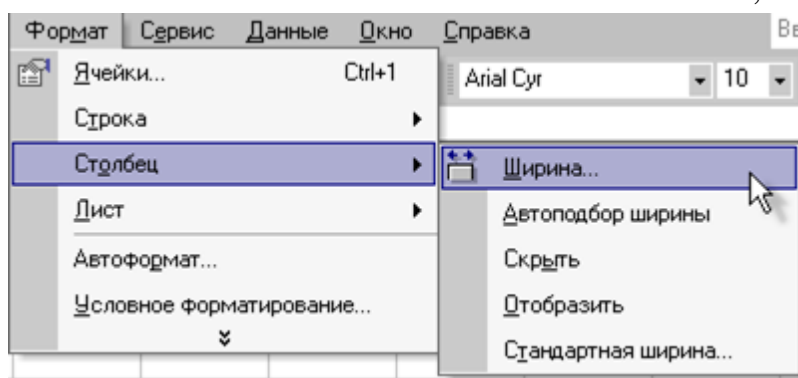 Формат Сервис Данные Окно Справка
Ячейки... Ctrl+1
Arial Cyr 10
Строка
Столбец
Ширина...
Лист
Автоподбор ширины
Автоформат...
Скрыть
Условное форматирование...
Отобразить
Стандартная ширина...